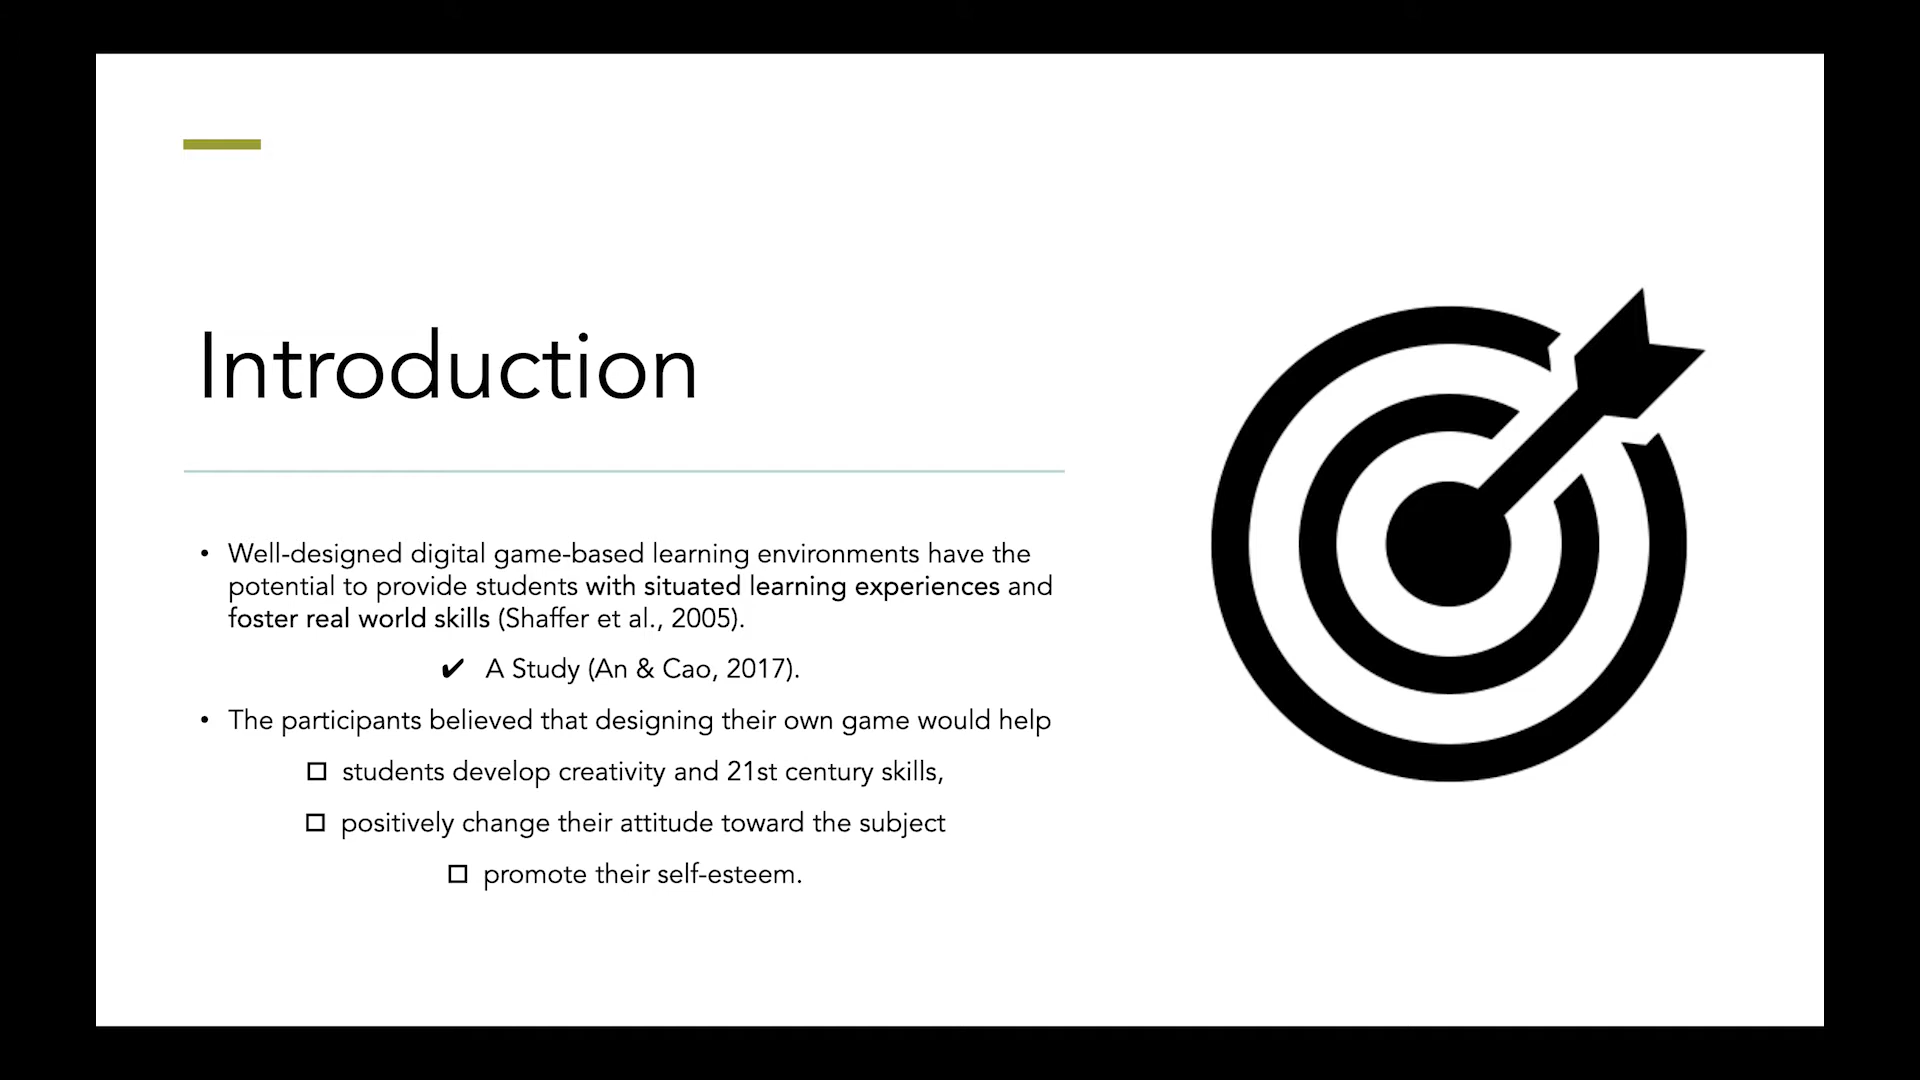 Introduction
• Well-designed digital game-based learning environments have the
potential to provide students with situated learning experiences and
foster real world skills (Shaffer et al., 2005).
✔ A Study (An & Cao, 2017).
• The participants believed that designing their own game would help
☐ students develop creativity and 21st century skills,
☐ positively change their attitude toward the subject
☐ promote their self-esteem.